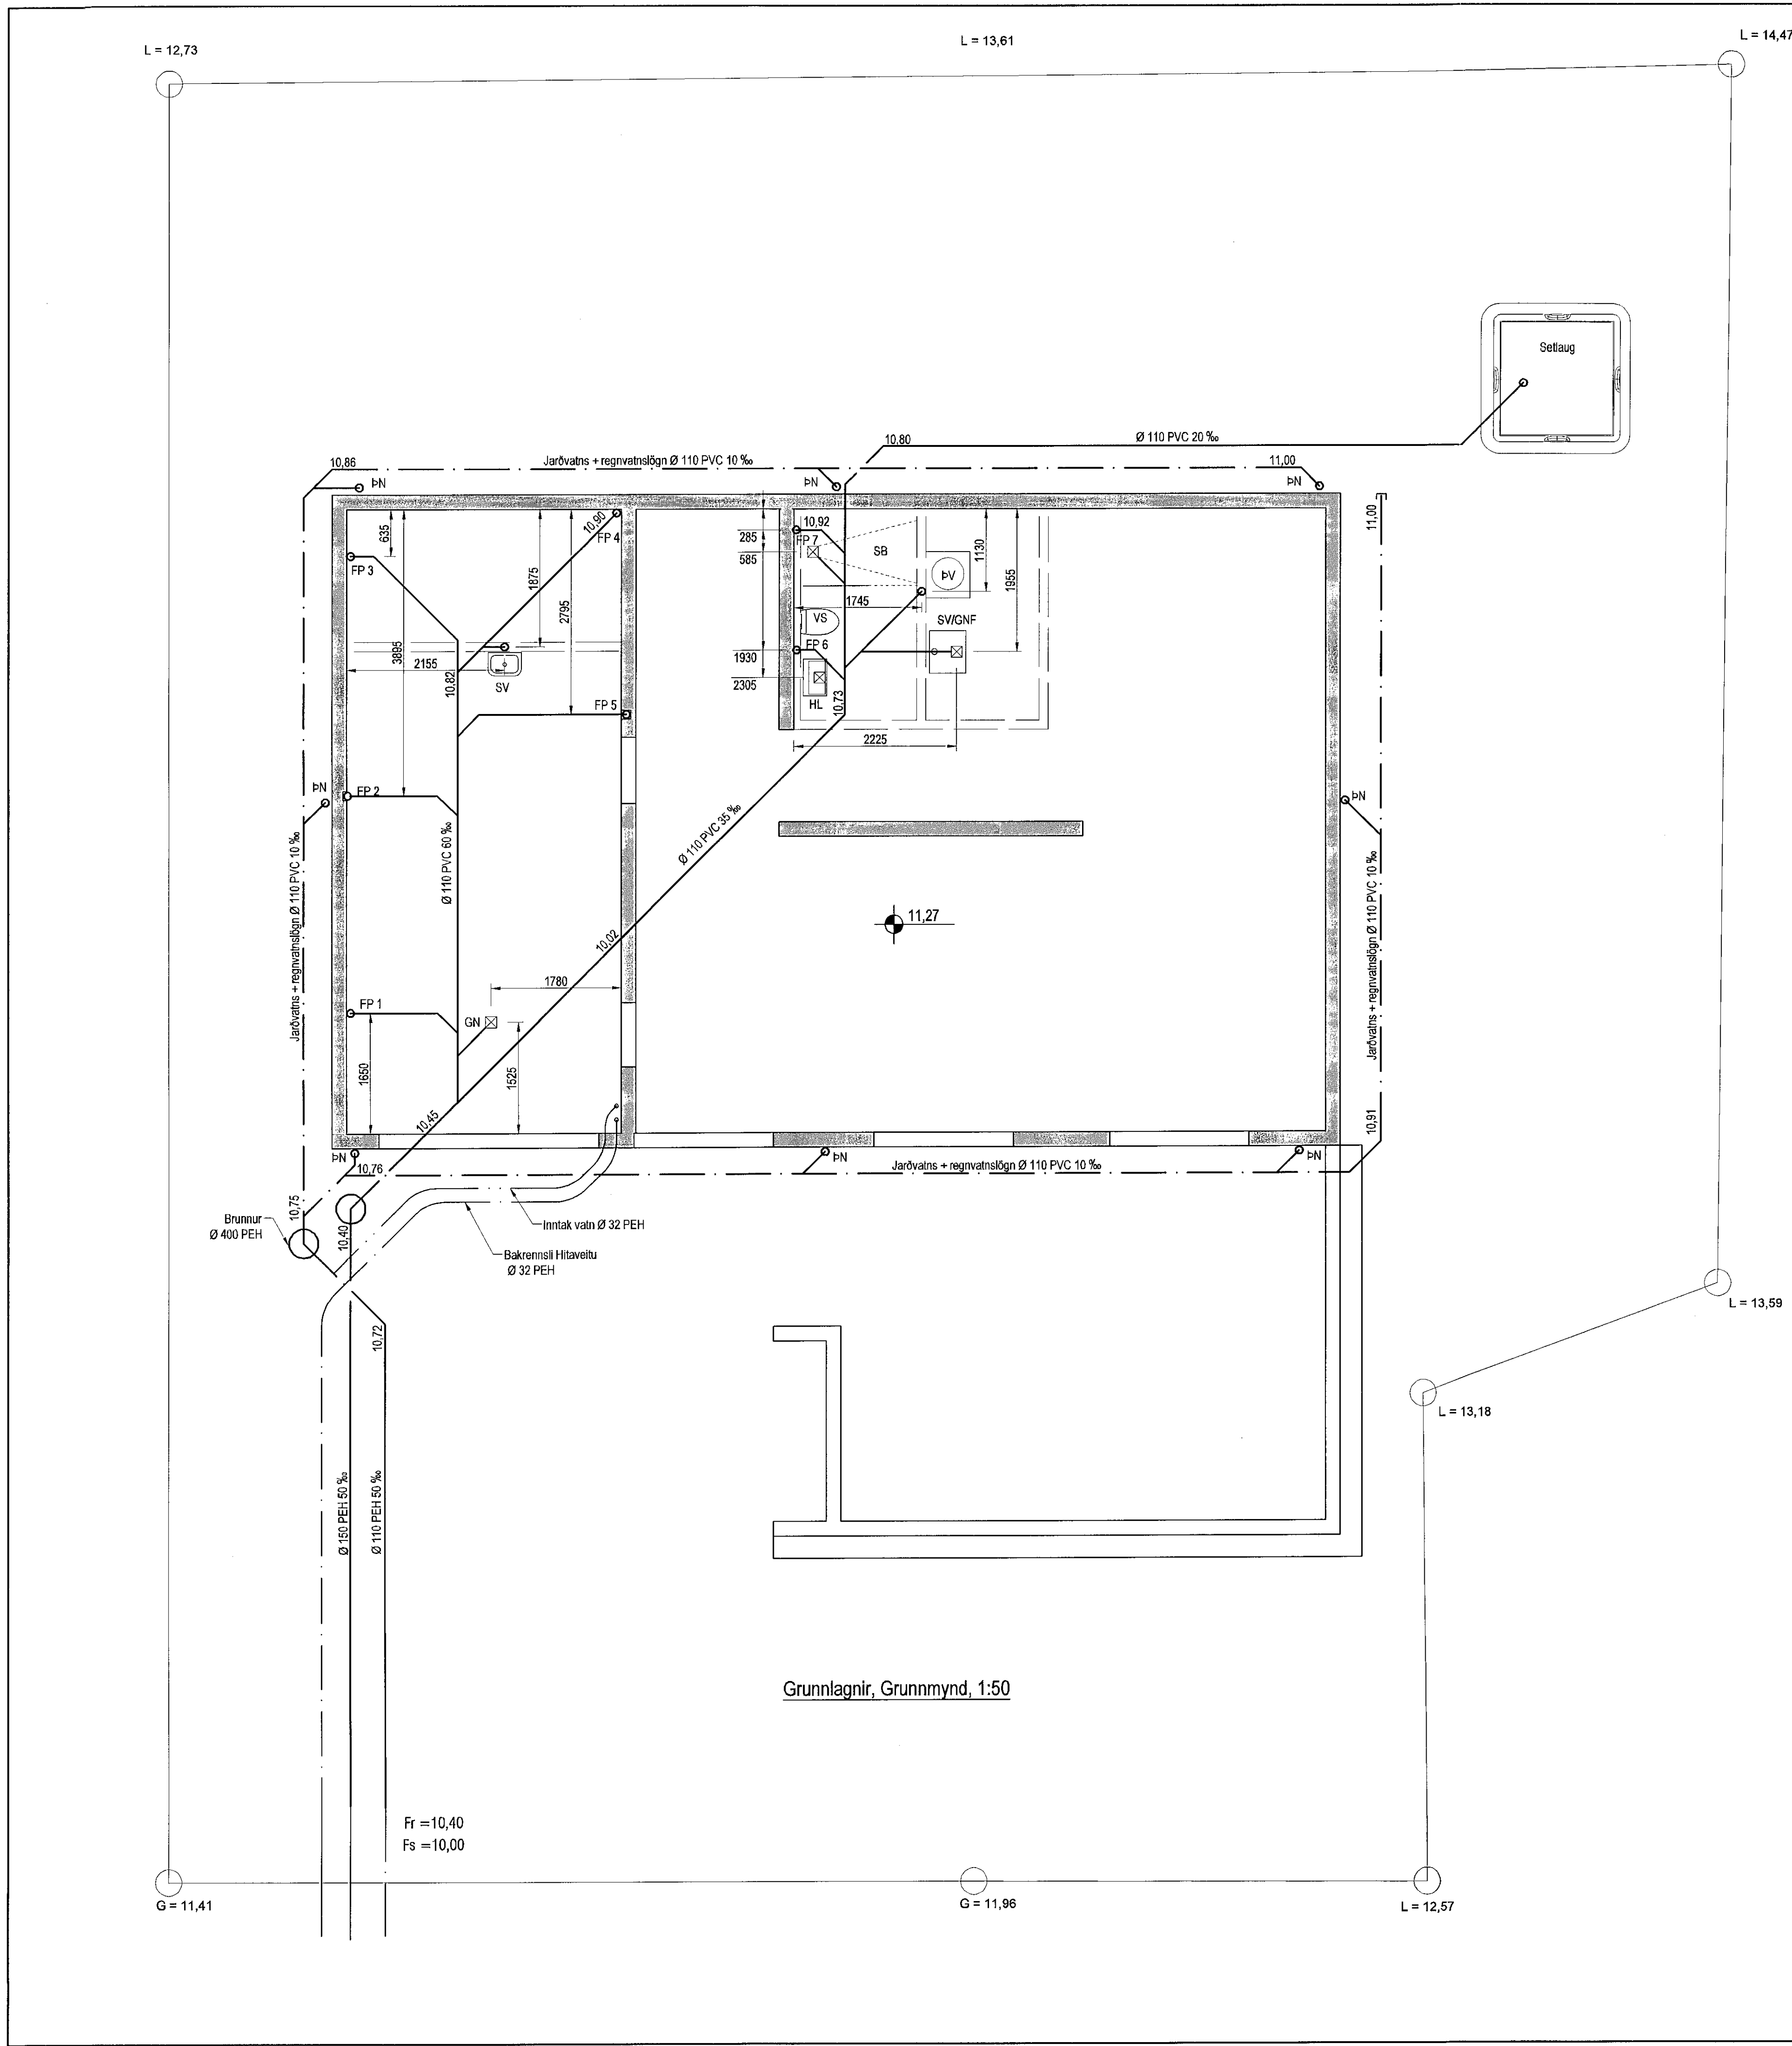 L = 12,73
L = 13,61
L = 14,47
Setlaug
10,80
Ø 110 PVC 20 ‰
10,86
Jarðvatns + regnvatnslögn Ø 110 PVC 10 ‰
11,00
ÞN
ÞN
ÞN
11,00
635
FP 3
10,90
FP 4
1875
2795
3895
2155
10,82
SV
FP 5
285
585
10,92
FP 7
SB
1130
1955
ÞV
1745
VS
SV/GNF
FP 6
1930
2305
HL
10,73
2225
ÞN
FP 2
Ø 110 PVC 60 ‰
Jarðvatns + regnvatnslögn Ø 110 PVC 10 ‰
Ø 110 PVC 35 ‰
ÞN
Jarðvatns + regnvatnslögn Ø 110 PVC 10 ‰
11,27
10,02
1780
FP 1
GN
1650
1525
10,45
10,91
ÞN
10,76
ÞN
Jarðvatns + regnvatnslögn Ø 110 PVC 10 ‰
ÞN
10,75
Brunnur
Ø 400 PEH
10,40
Inntak vatn Ø 32 PEH
Bakrennsli Hitaveitu
Ø 32 PEH
10,72
L = 13,59
L = 13,18
Ø 150 PEH 50 ‰
Ø 110 PEH 50 ‰
Grunnlagnir, Grunnmynd, 1:50
Fr =10,40
Fs =10,00
G = 11,41
G = 11,96
L = 12,57